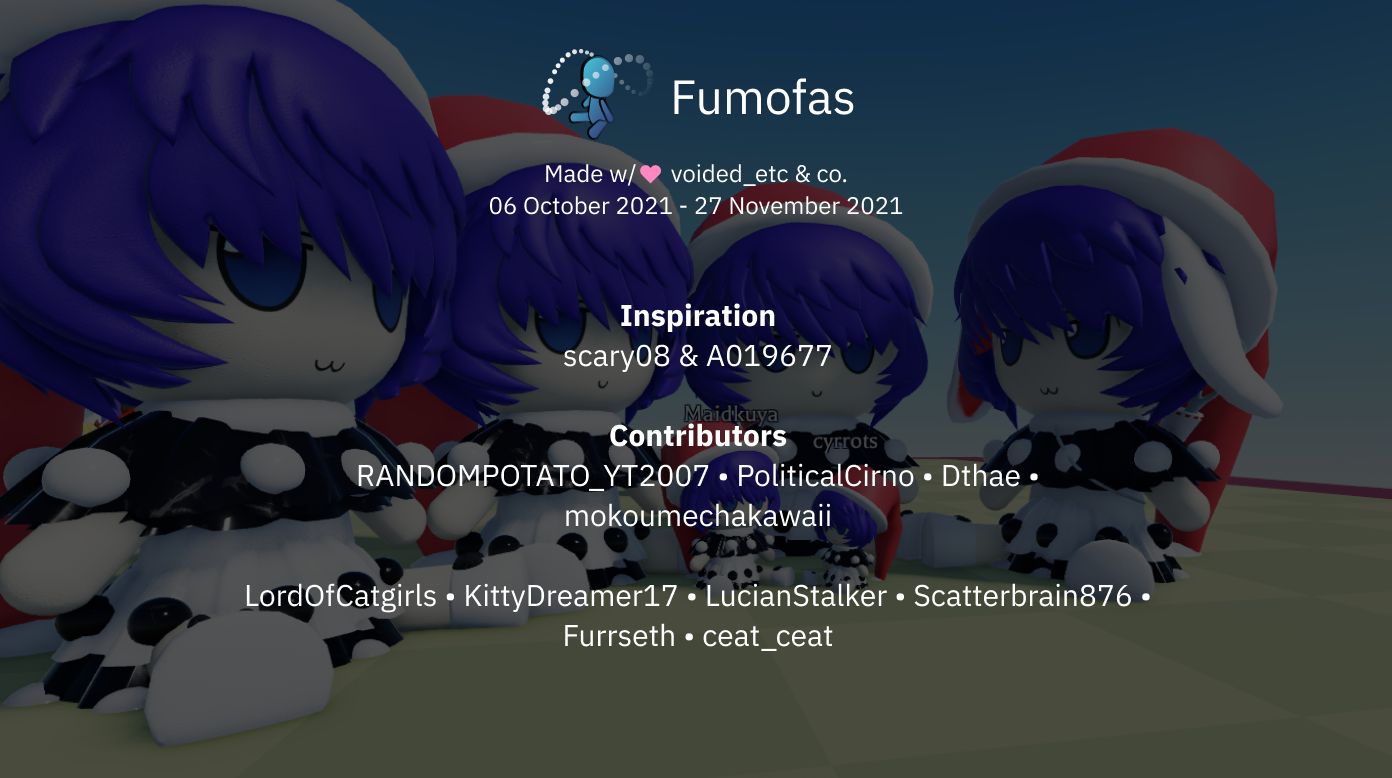 Fumofas
Made w/🩷 voided_etc & co.
06 October 2021 - 27 November 2021
Inspiration
scary08 & A019677
Maidkuya
Contributors
cyrrots
RANDOMPOTATO_YT2007 • PoliticalCirno • Dthae •
mokoumechakawaii
LordOfCatgirls • KittyDreamer17 • LucianStalker • Scatterbrain876 •
Furrseth • ceat_ceat